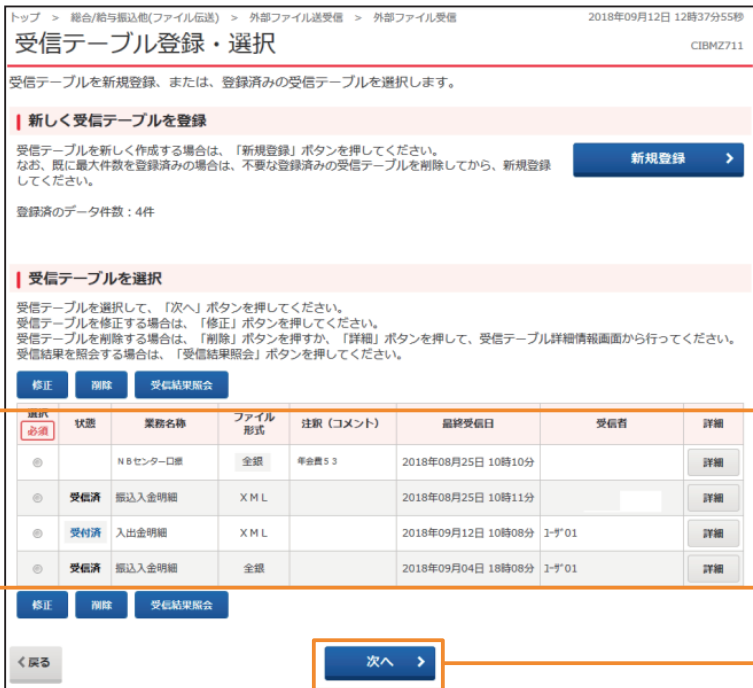 トップ > 総合/給与振込他(ファイル伝送) > 外部ファイル送受信 > 外部ファイル受信 2018年09月12日 12時37分55秒
受信テーブル登録・選択 CIBMZ711
受信テーブルを新規登録、または、登録済みの受信テーブルを選択します。
新しく受信テーブルを登録
受信テーブルを新しく作成する場合は、「新規登録」ボタンを押してください。
なお、既に最大件数を登録済みの場合は、不要な登録済みの受信テーブルを削除してから、新規登録
してください。
新規登録
登録済のデータ件数：4件
受信テーブルを選択
受信テーブルを選択して、「次へ」ボタンを押してください。
受信テーブルを修正する場合は、「修正」ボタンを押してください。
受信テーブルを削除する場合は、「削除」ボタンを押すか、「詳細」ボタンを押して、受信テーブル詳細情報画面から行ってください。
受信結果を照会する場合は、「受信結果照会」ボタンを押してください。
修正 削除 受信結果照会
選択 必須 状態 業務名称 ファイル形式 注釈（コメント） 最終受信日 受信者 詳細
NBセンター口振 全銀 年会費53 2018年08月25日 10時10分 詳細
受信済 振込入金明細 XML 2018年08月25日 10時11分 詳細
受付済 入出金明細 XML 2018年09月12日 10時08分 ﾕｰｻﾞ01 詳細
受信済 振込入金明細 全銀 2018年09月04日 18時08分 ﾕｰｻﾞ01 詳細
修正 削除 受信結果照会
戻る 次へ